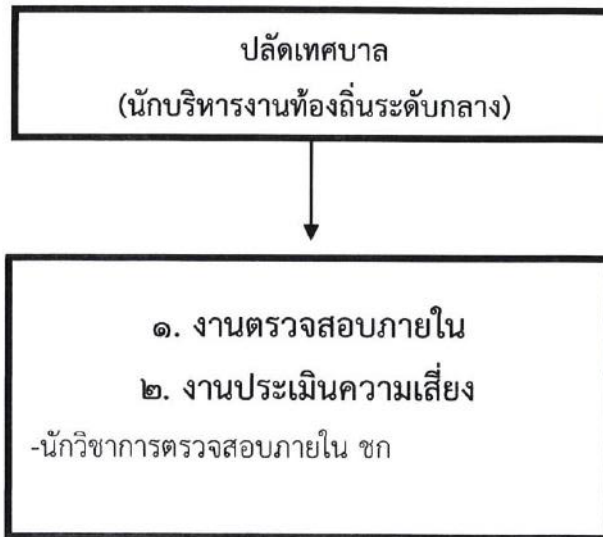 ปลัดเทศบาล
(นักบริหารงานท้องถิ่นระดับกลาง)
๑. งานตรวจสอบภายใน
๒. งานประเมินความเสี่ยง
-นักวิชาการตรวจสอบภายใน ชก